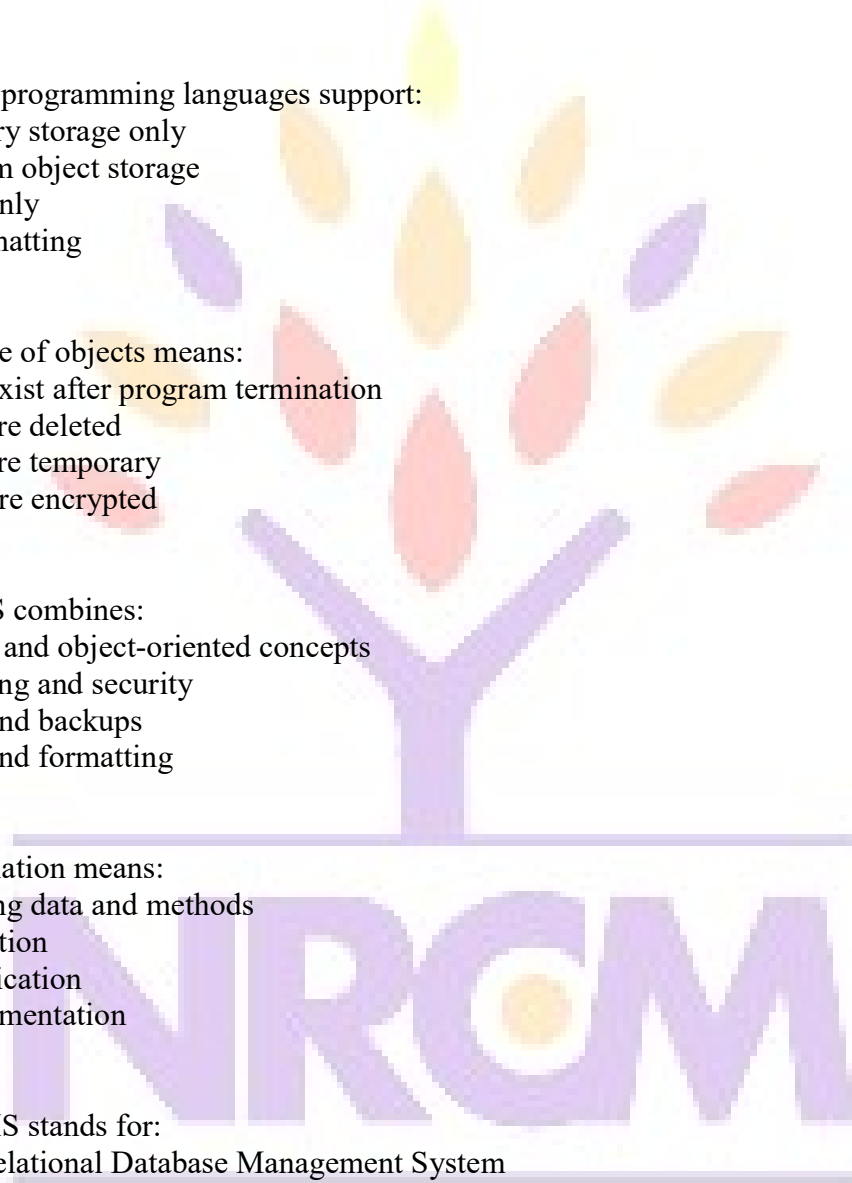 programming languages support:
ry storage only
m object storage
nly
natting
e of objects means:
xist after program termination
re deleted
re temporary
re encrypted
S combines:
and object-oriented concepts
ng and security
nd backups
nd formatting
lation means:
ng data and methods
tion
ication
mentation
IS stands for:
elational Database Management System
NRCM